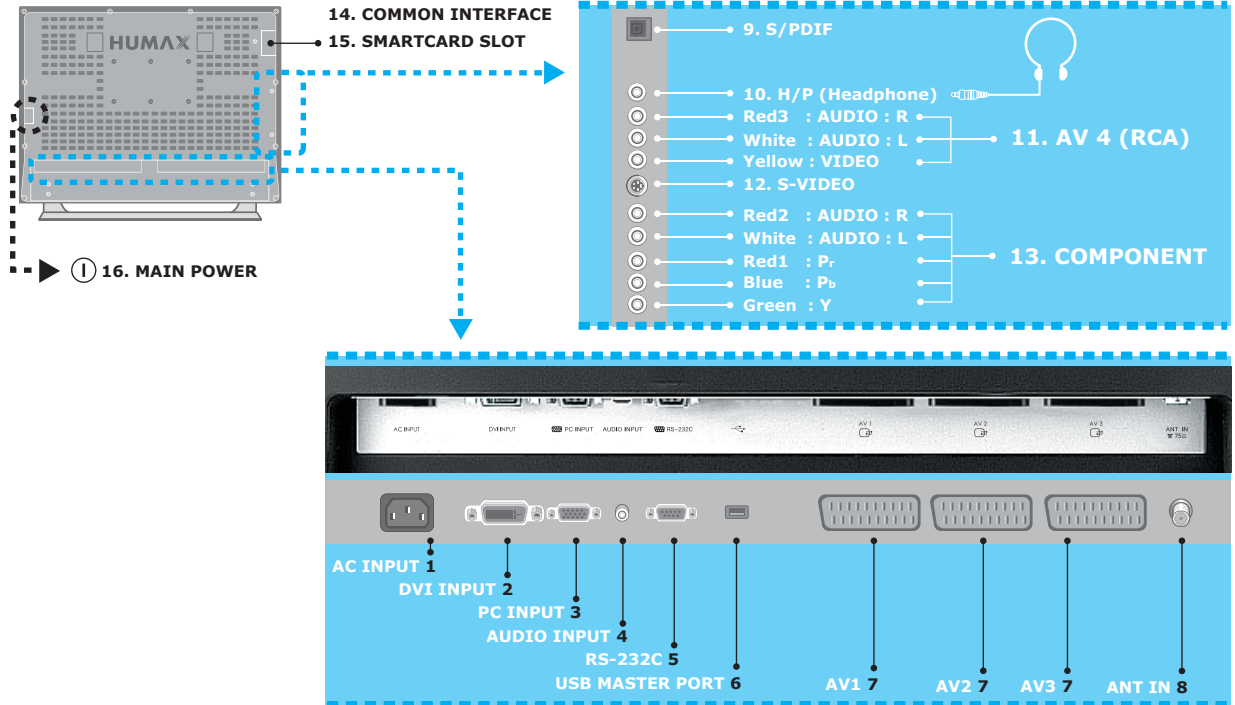 14. COMMON INTERFACE
15. SMARTCARD SLOT
HUMAX
16. MAIN POWER
9. S/PDIF
10. H/P (Headphone)
Red3 : AUDIO : R
White : AUDIO : L
Yellow : VIDEO
11. AV 4 (RCA)
12. S-VIDEO
Red2 : AUDIO : R
White : AUDIO : L
Red1 : Pr
Blue : Pb
Green : Y
13. COMPONENT
AC INPUT
DVI INPUT
PC INPUT
AUDIO INPUT
RS-232C
AV 1
AV 2
AV 3
ANT IN
75Ω
AC INPUT 1
DVI INPUT 2
PC INPUT 3
AUDIO INPUT 4
RS-232C 5
USB MASTER PORT 6
AV1 7
AV2 7
AV3 7
ANT IN 8